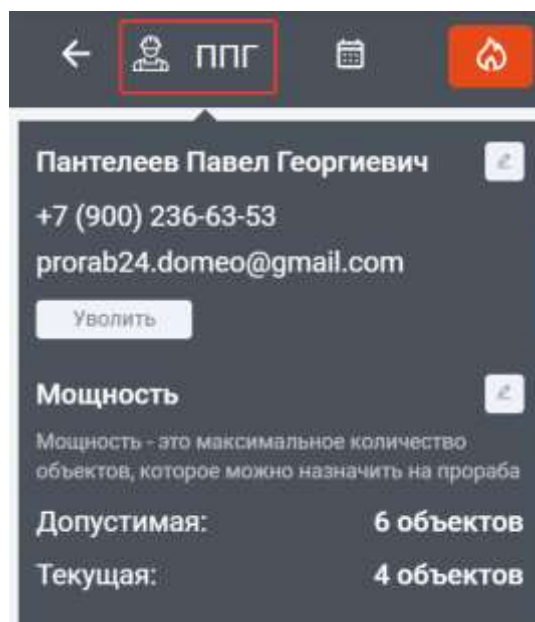 ППГ
Пантелеев Павел Георгиевич
+7 (900) 236-63-53
prorab24.domeo@gmail.com
Уволить
Мощность
Мощность - это максимальное количество
объектов, которое можно назначить на прораба
Допустимая: 6 объектов
Текущая: 4 объектов